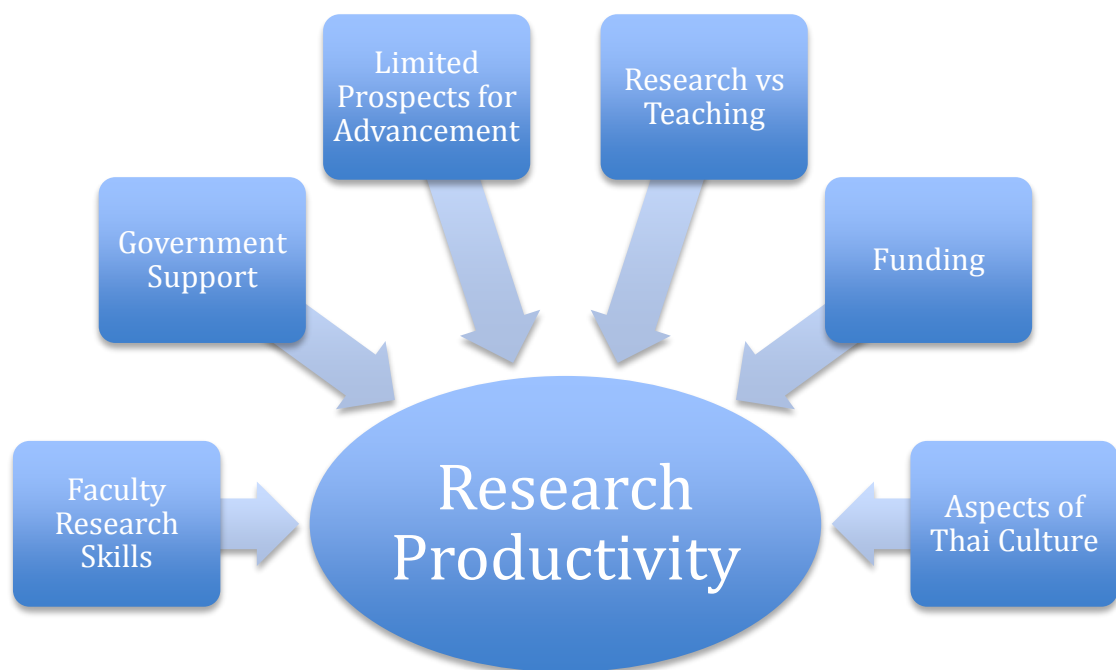 Limited
Prospects for
Advancement
Research vs
Teaching
Government
Support
Funding
Faculty
Research
Skills
Research
Productivity
Aspects of
Thai Culture